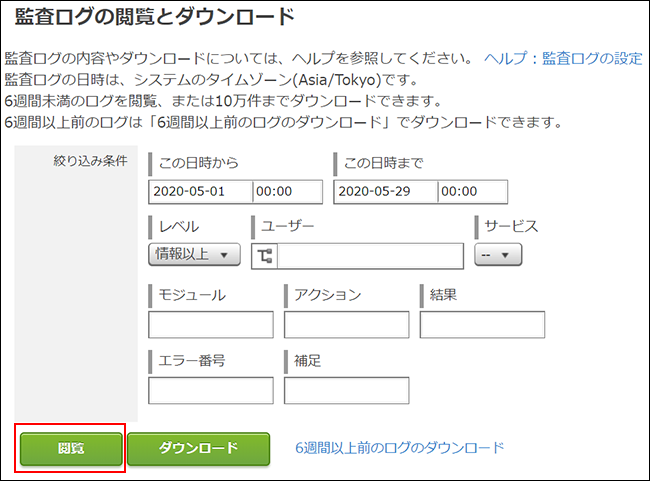 監査ログの閲覧とダウンロード
監査ログの内容やダウンロードについては、ヘルプを参照してください。 ヘルプ：監査ログの設定
監査ログの日時は、システムのタイムゾーン(Asia/Tokyo)です。
6週間未満のログを閲覧、または10万件までダウンロードできます。
6週間以上前のログは「6週間以上前のログのダウンロード」でダウンロードできます。
絞り込み条件 この日時から この日時まで
2020-05-01 00:00 2020-05-29 00:00
レベル ユーザー サービス
情報以上 --
モジュール アクション 結果
エラー番号 補足
閲覧 ダウンロード 6週間以上前のログのダウンロード